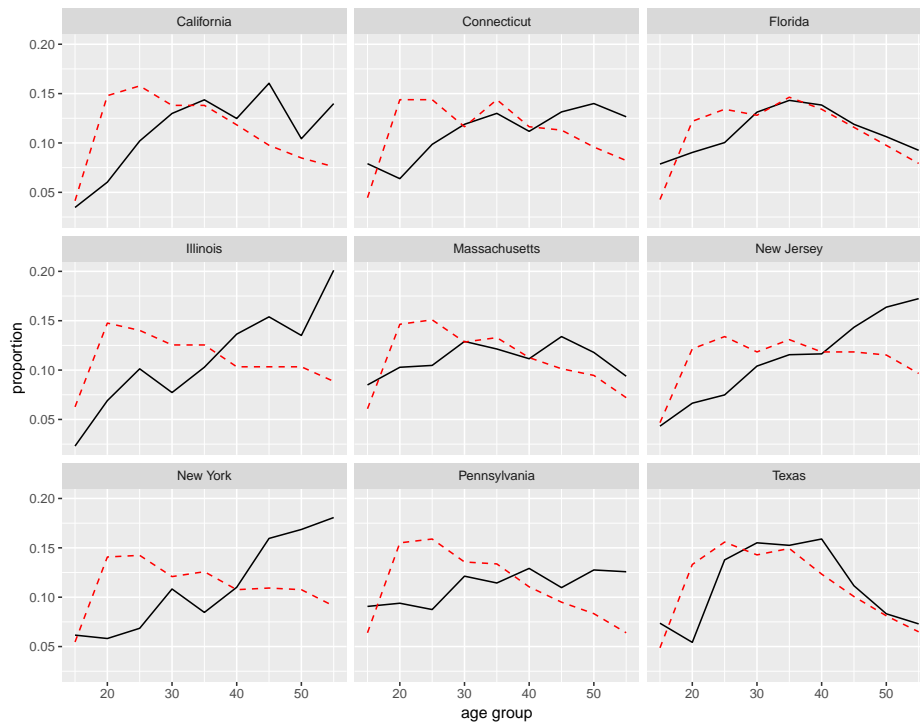 California
Connecticut
Florida
0.20
0.15
0.10
0.05
Illinois
Massachusetts
New Jersey
0.20
0.15
0.10
0.05
proportion
New York
Pennsylvania
Texas
0.20
0.15
0.10
0.05
20 30 40 50
20 30 40 50
20 30 40 50
age group